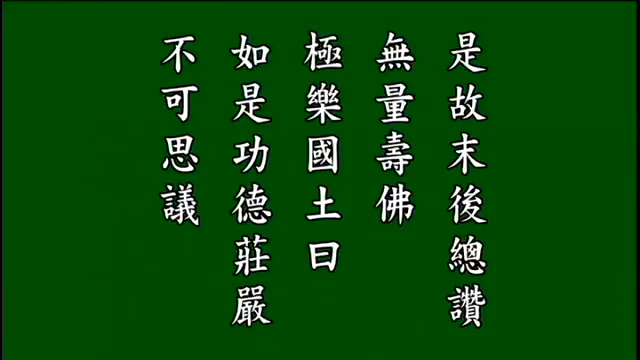 是故末後總讚
無量壽佛
極樂國土曰
如是功德莊嚴
不可思議